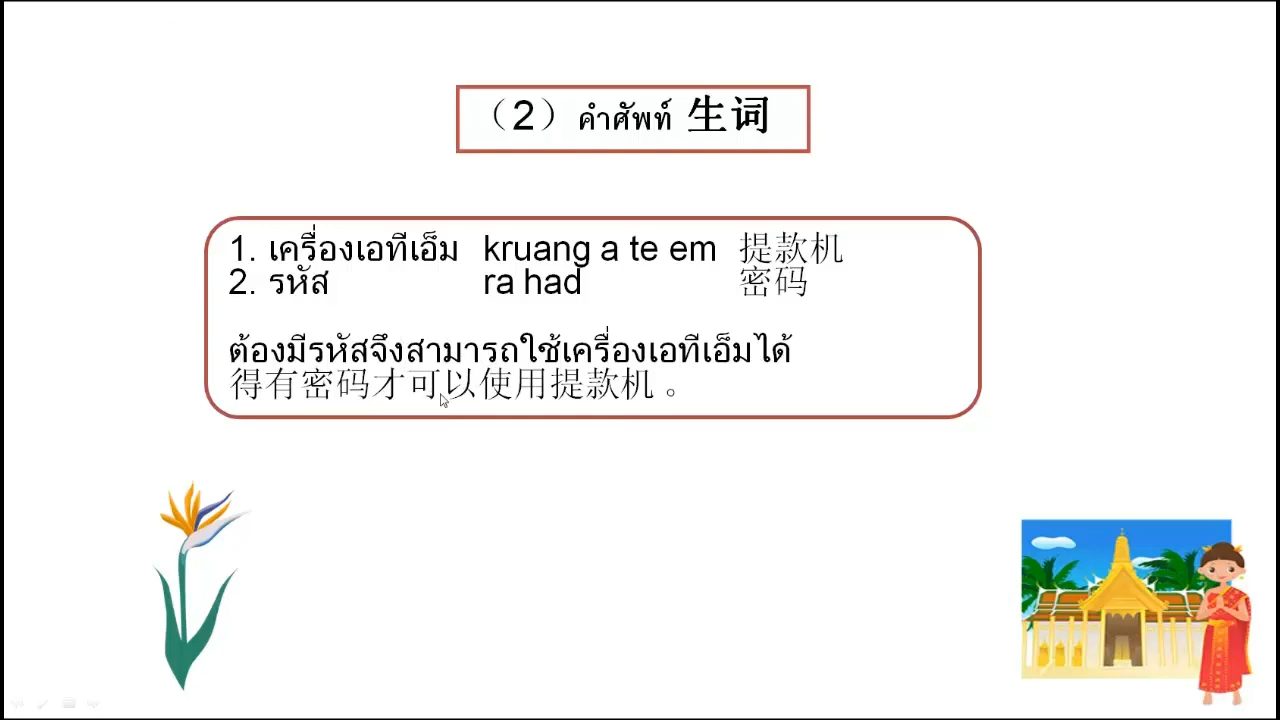 （2）คำศัพท์ 生词
1. เครื่องเอทีเอ็ม kruang a te em 提款机
2. รหัส ra had 密码
ต้องมีรหัสจึงสามารถใช้เครื่องเอทีเอ็มได้
得有密码才可以使用提款机。